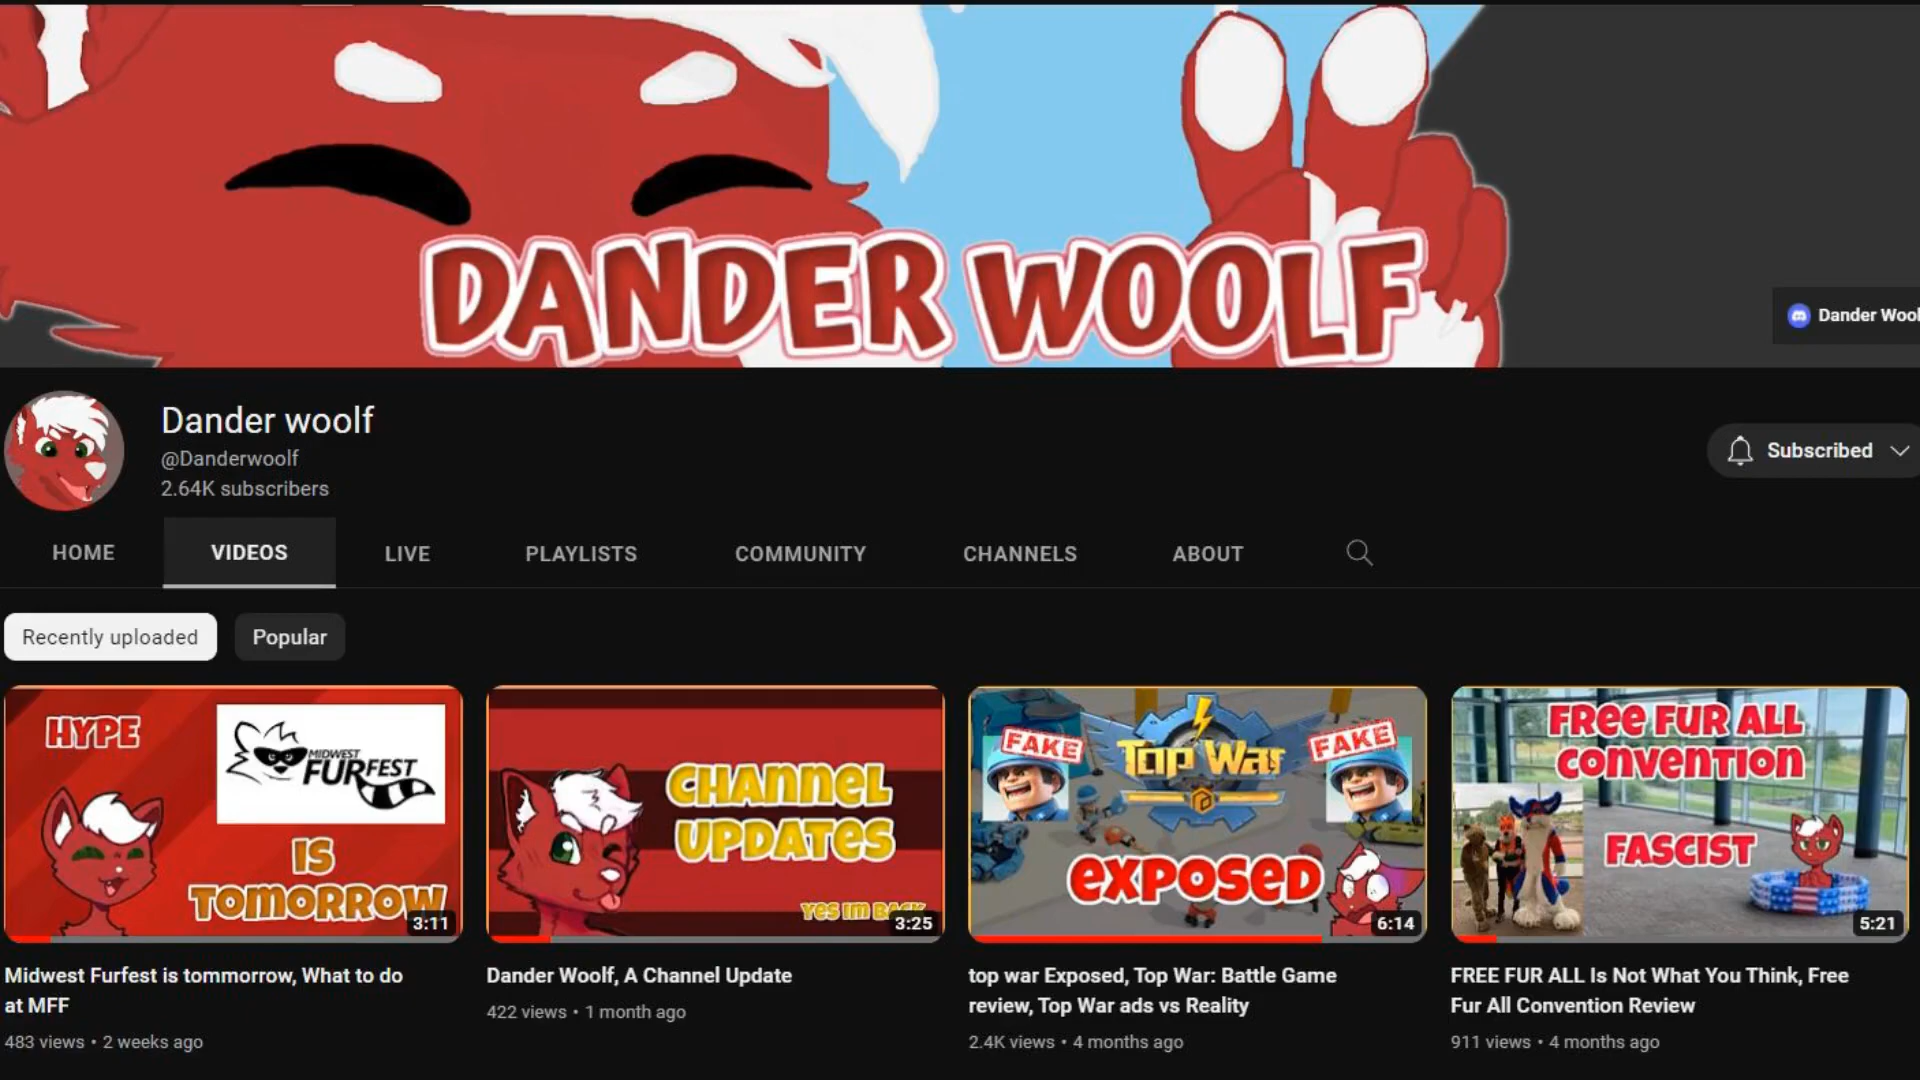 DANDER WOOLF
Dander Wool
Dander woolf
@Danderwoolf
2.64K subscribers
Subscribed
HOME
VIDEOS
LIVE
PLAYLISTS
COMMUNITY
CHANNELS
ABOUT
Recently uploaded
Popular
HYPE
MIDWEST
FURFEST
IS
TOMORROW
3:11
Midwest Furfest is tommorrow, What to do
at MFF
483 views • 2 weeks ago
CHANNEL
UPDATES
YES IM BACK
3:25
Dander Woolf, A Channel Update
422 views • 1 month ago
FAKE
Top War
FAKE
EXPOSED
6:14
top war Exposed, Top War: Battle Game
review, Top War ads vs Reality
2.4K views • 4 months ago
FREE FUR ALL
CONVENTION
FASCIST
5:21
FREE FUR ALL Is Not What You Think, Free
Fur All Convention Review
911 views • 4 months ago